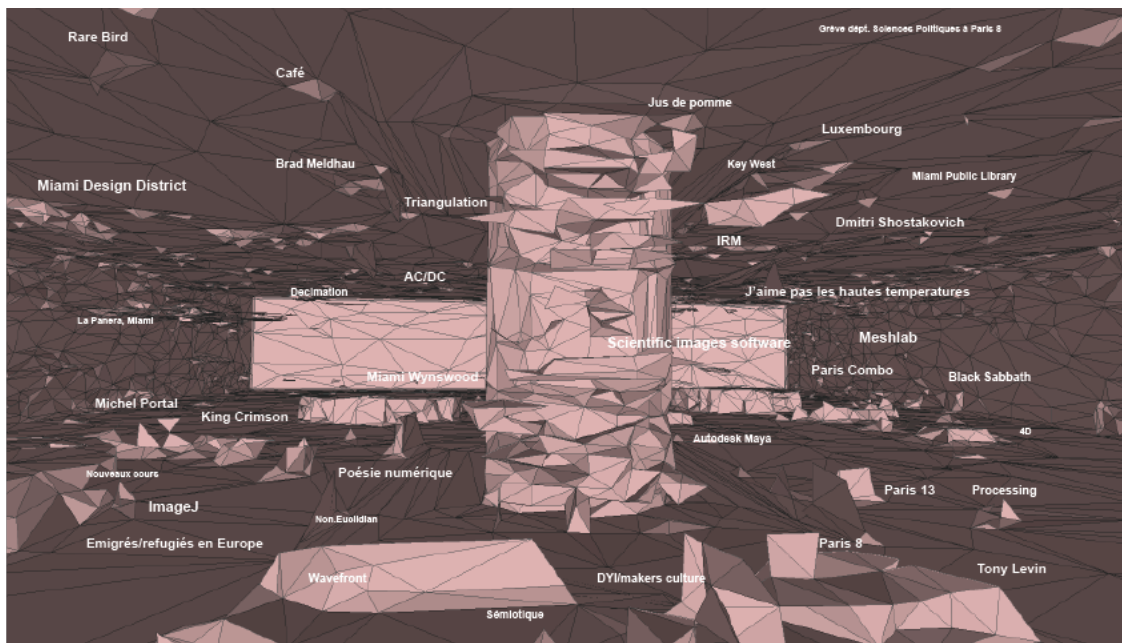 Grève dépt. Sciences Politiques à Paris 8
Rare Bird
Café
Jus de pomme
Luxembourg
Brad Meldhau
Key West
Miami Public Library
Miami Design District
Triangulation
Dmitri Shostakovich
IRM
AC/DC
Decimation
J'aime pas les hautes temperatures
La Panera, Miami
Meshlab
Scientific images software
Paris Combo
Miami Wynswood
Black Sabbath
Michel Portal
King Crimson
4D
Autodesk Maya
Nouveaux cours
Poésie numérique
Paris 13
Processing
ImageJ
Non.Euclidian
Emigrés/refugiés en Europe
Paris 8
Tony Levin
Wavefront
DYI/makers culture
Sémiotique